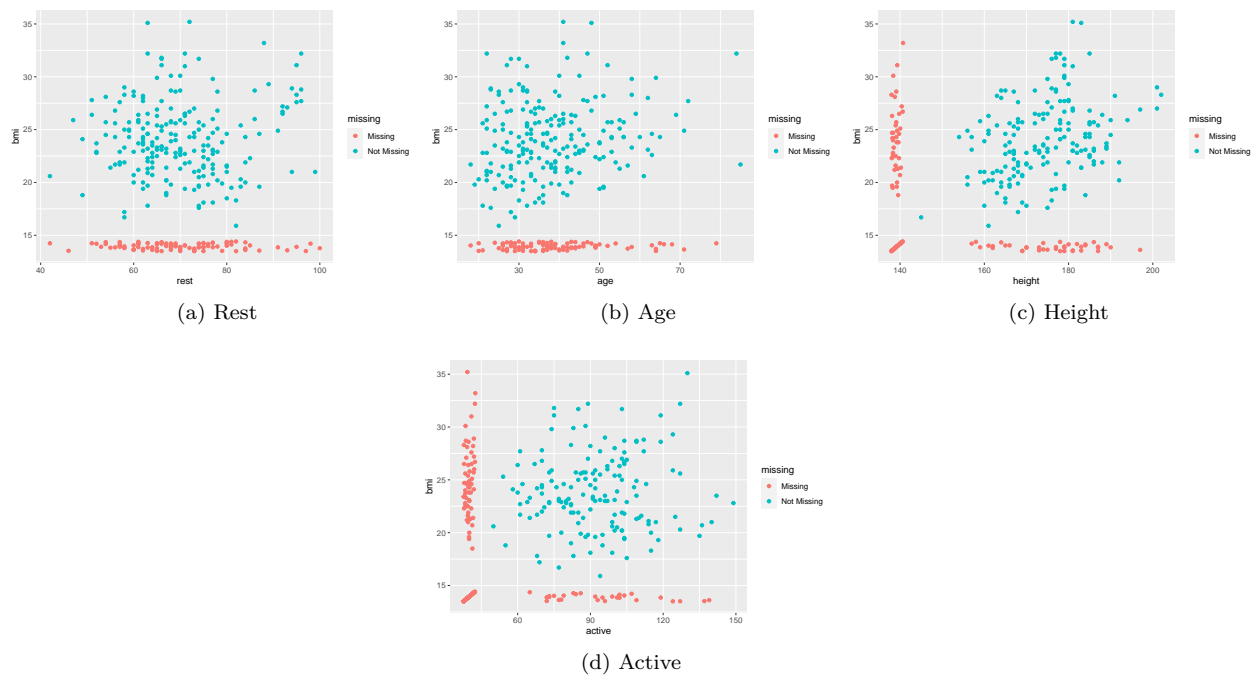 35
30
25
20
15
bmi
40
60
80
100
rest
missing
Missing
Not Missing
(a) Rest
35
30
25
20
15
bmi
30
50
70
age
missing
Missing
Not Missing
(b) Age
35
30
25
20
15
bmi
140
160
180
200
height
missing
Missing
Not Missing
(c) Height
35
30
25
20
15
bmi
60
90
120
150
active
missing
Missing
Not Missing
(d) Active